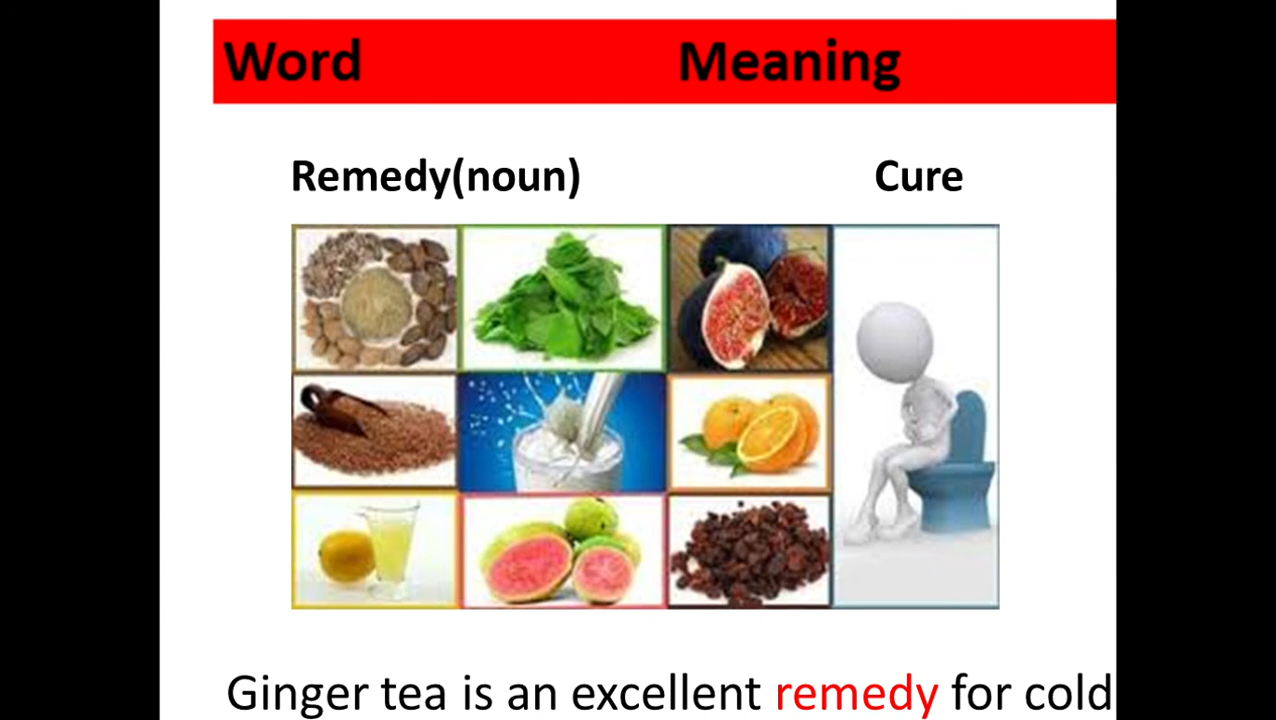 Word Meaning
Remedy(noun) Cure
Ginger tea is an excellent remedy for cold